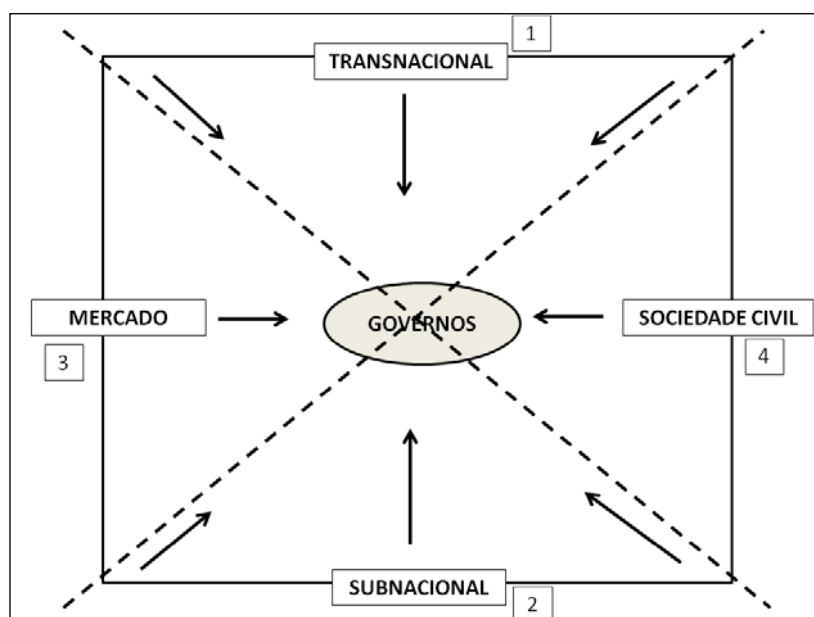 1
TRANSNACIONAL
MERCADO
GOVERNOS
SOCIEDADE CIVIL
3
4
SUBNACIONAL
2